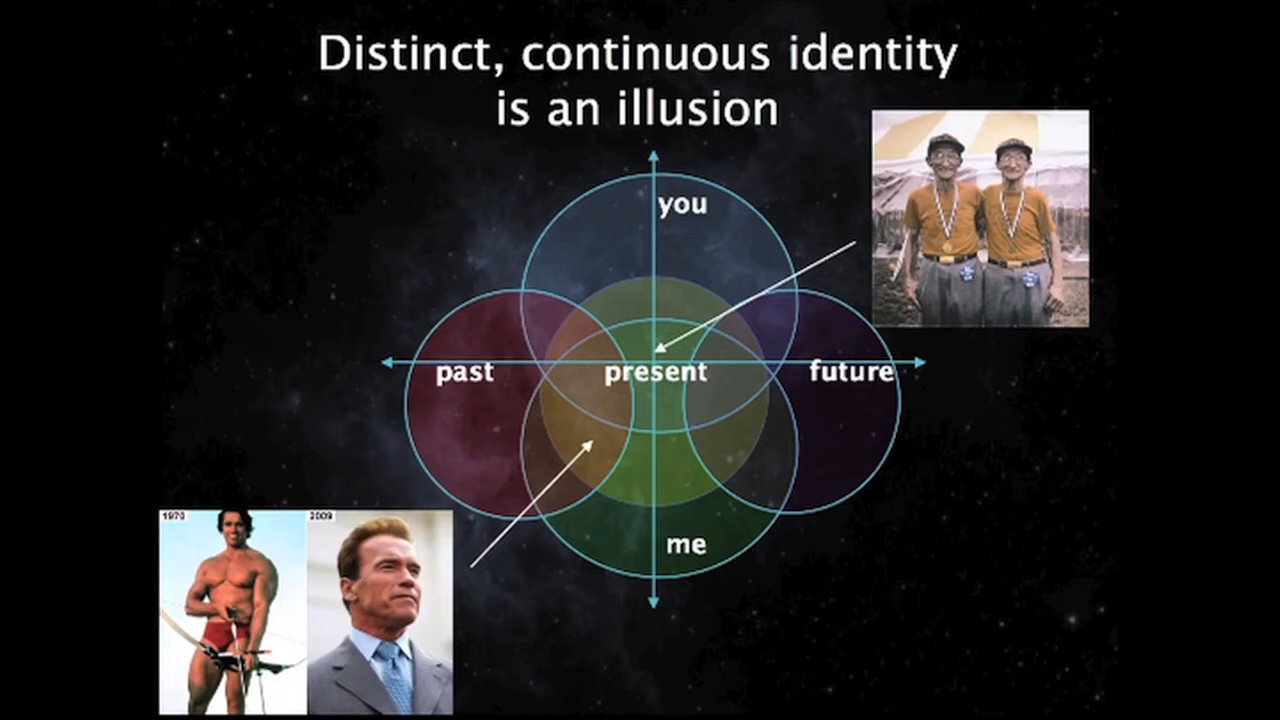 Distinct, continuous identity
is an illusion
you
past
present
future
me
1970
2009